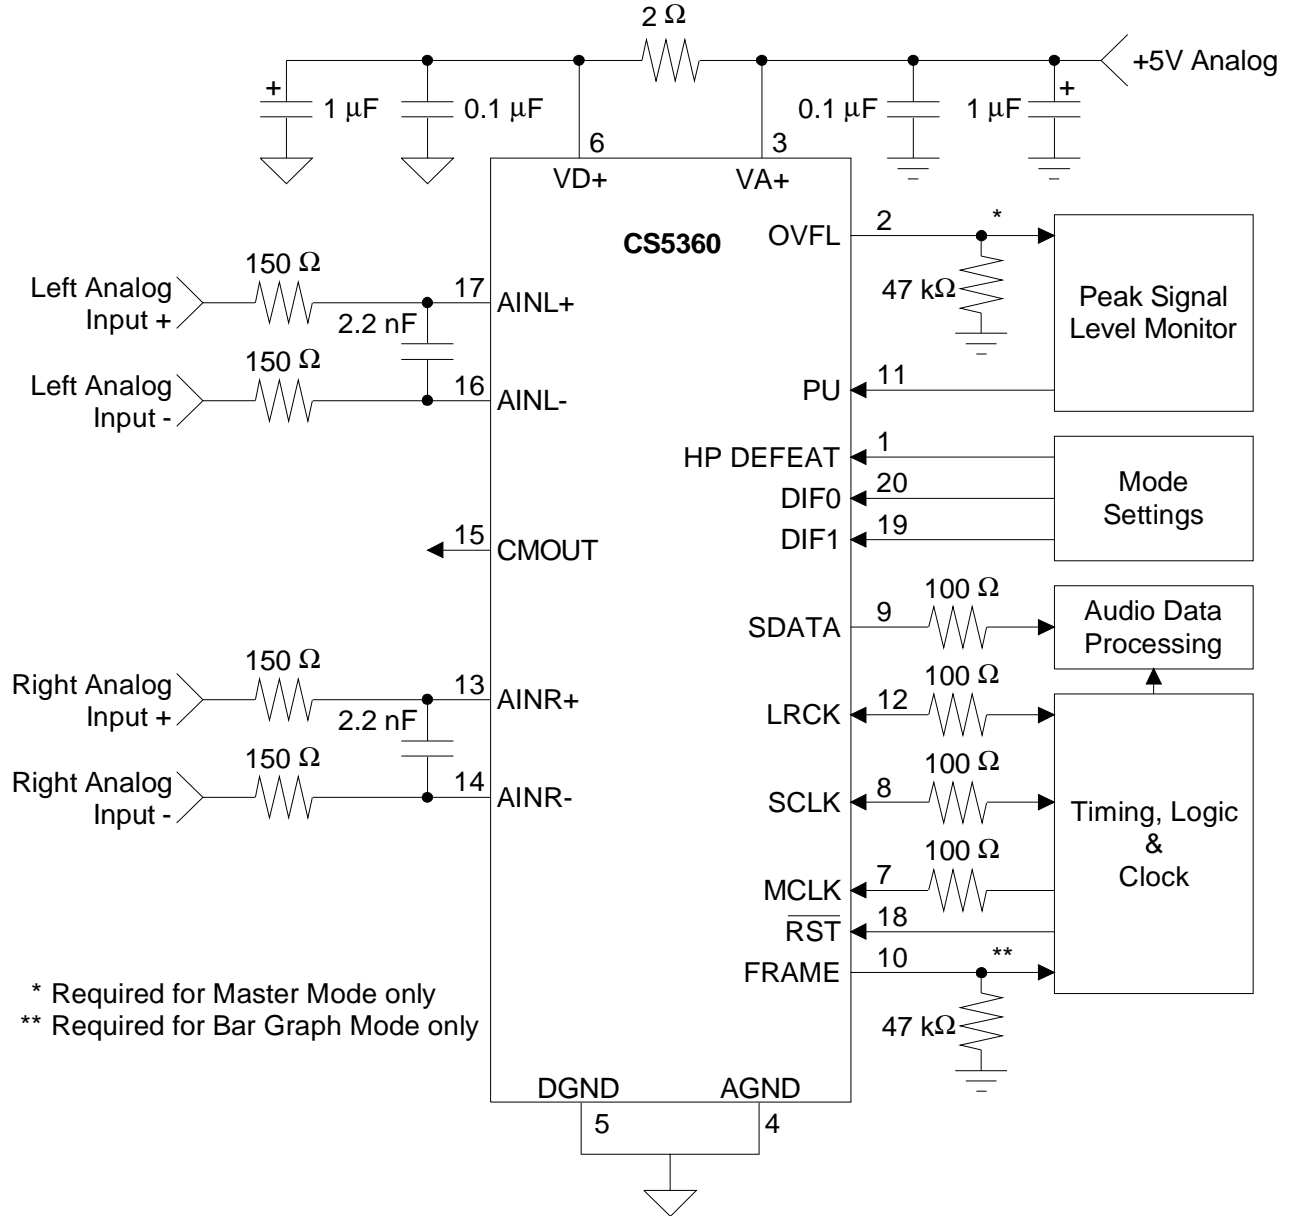 2 Ω
+5V Analog
+
1 µF
0.1 µF
0.1 µF
1 µF
+
6
3
VD+
VA+
CS5360
OVFL
2
*
47 kΩ
Peak Signal
Level Monitor
PU
11
150 Ω
Left Analog
Input +
17
AINL+
2.2 nF
150 Ω
Left Analog
Input -
16
AINL-
HP DEFEAT
1
DIF0
20
DIF1
19
Mode
Settings
15
CMOUT
SDATA
9
100 Ω
Audio Data
Processing
150 Ω
Right Analog
Input +
13
AINR+
2.2 nF
150 Ω
Right Analog
Input -
14
AINR-
LRCK
12
100 Ω
SCLK
8
100 Ω
Timing, Logic
&
Clock
MCLK
7
100 Ω
RST
18
FRAME
10
**
47 kΩ
* Required for Master Mode only
** Required for Bar Graph Mode only
DGND
AGND
5
4